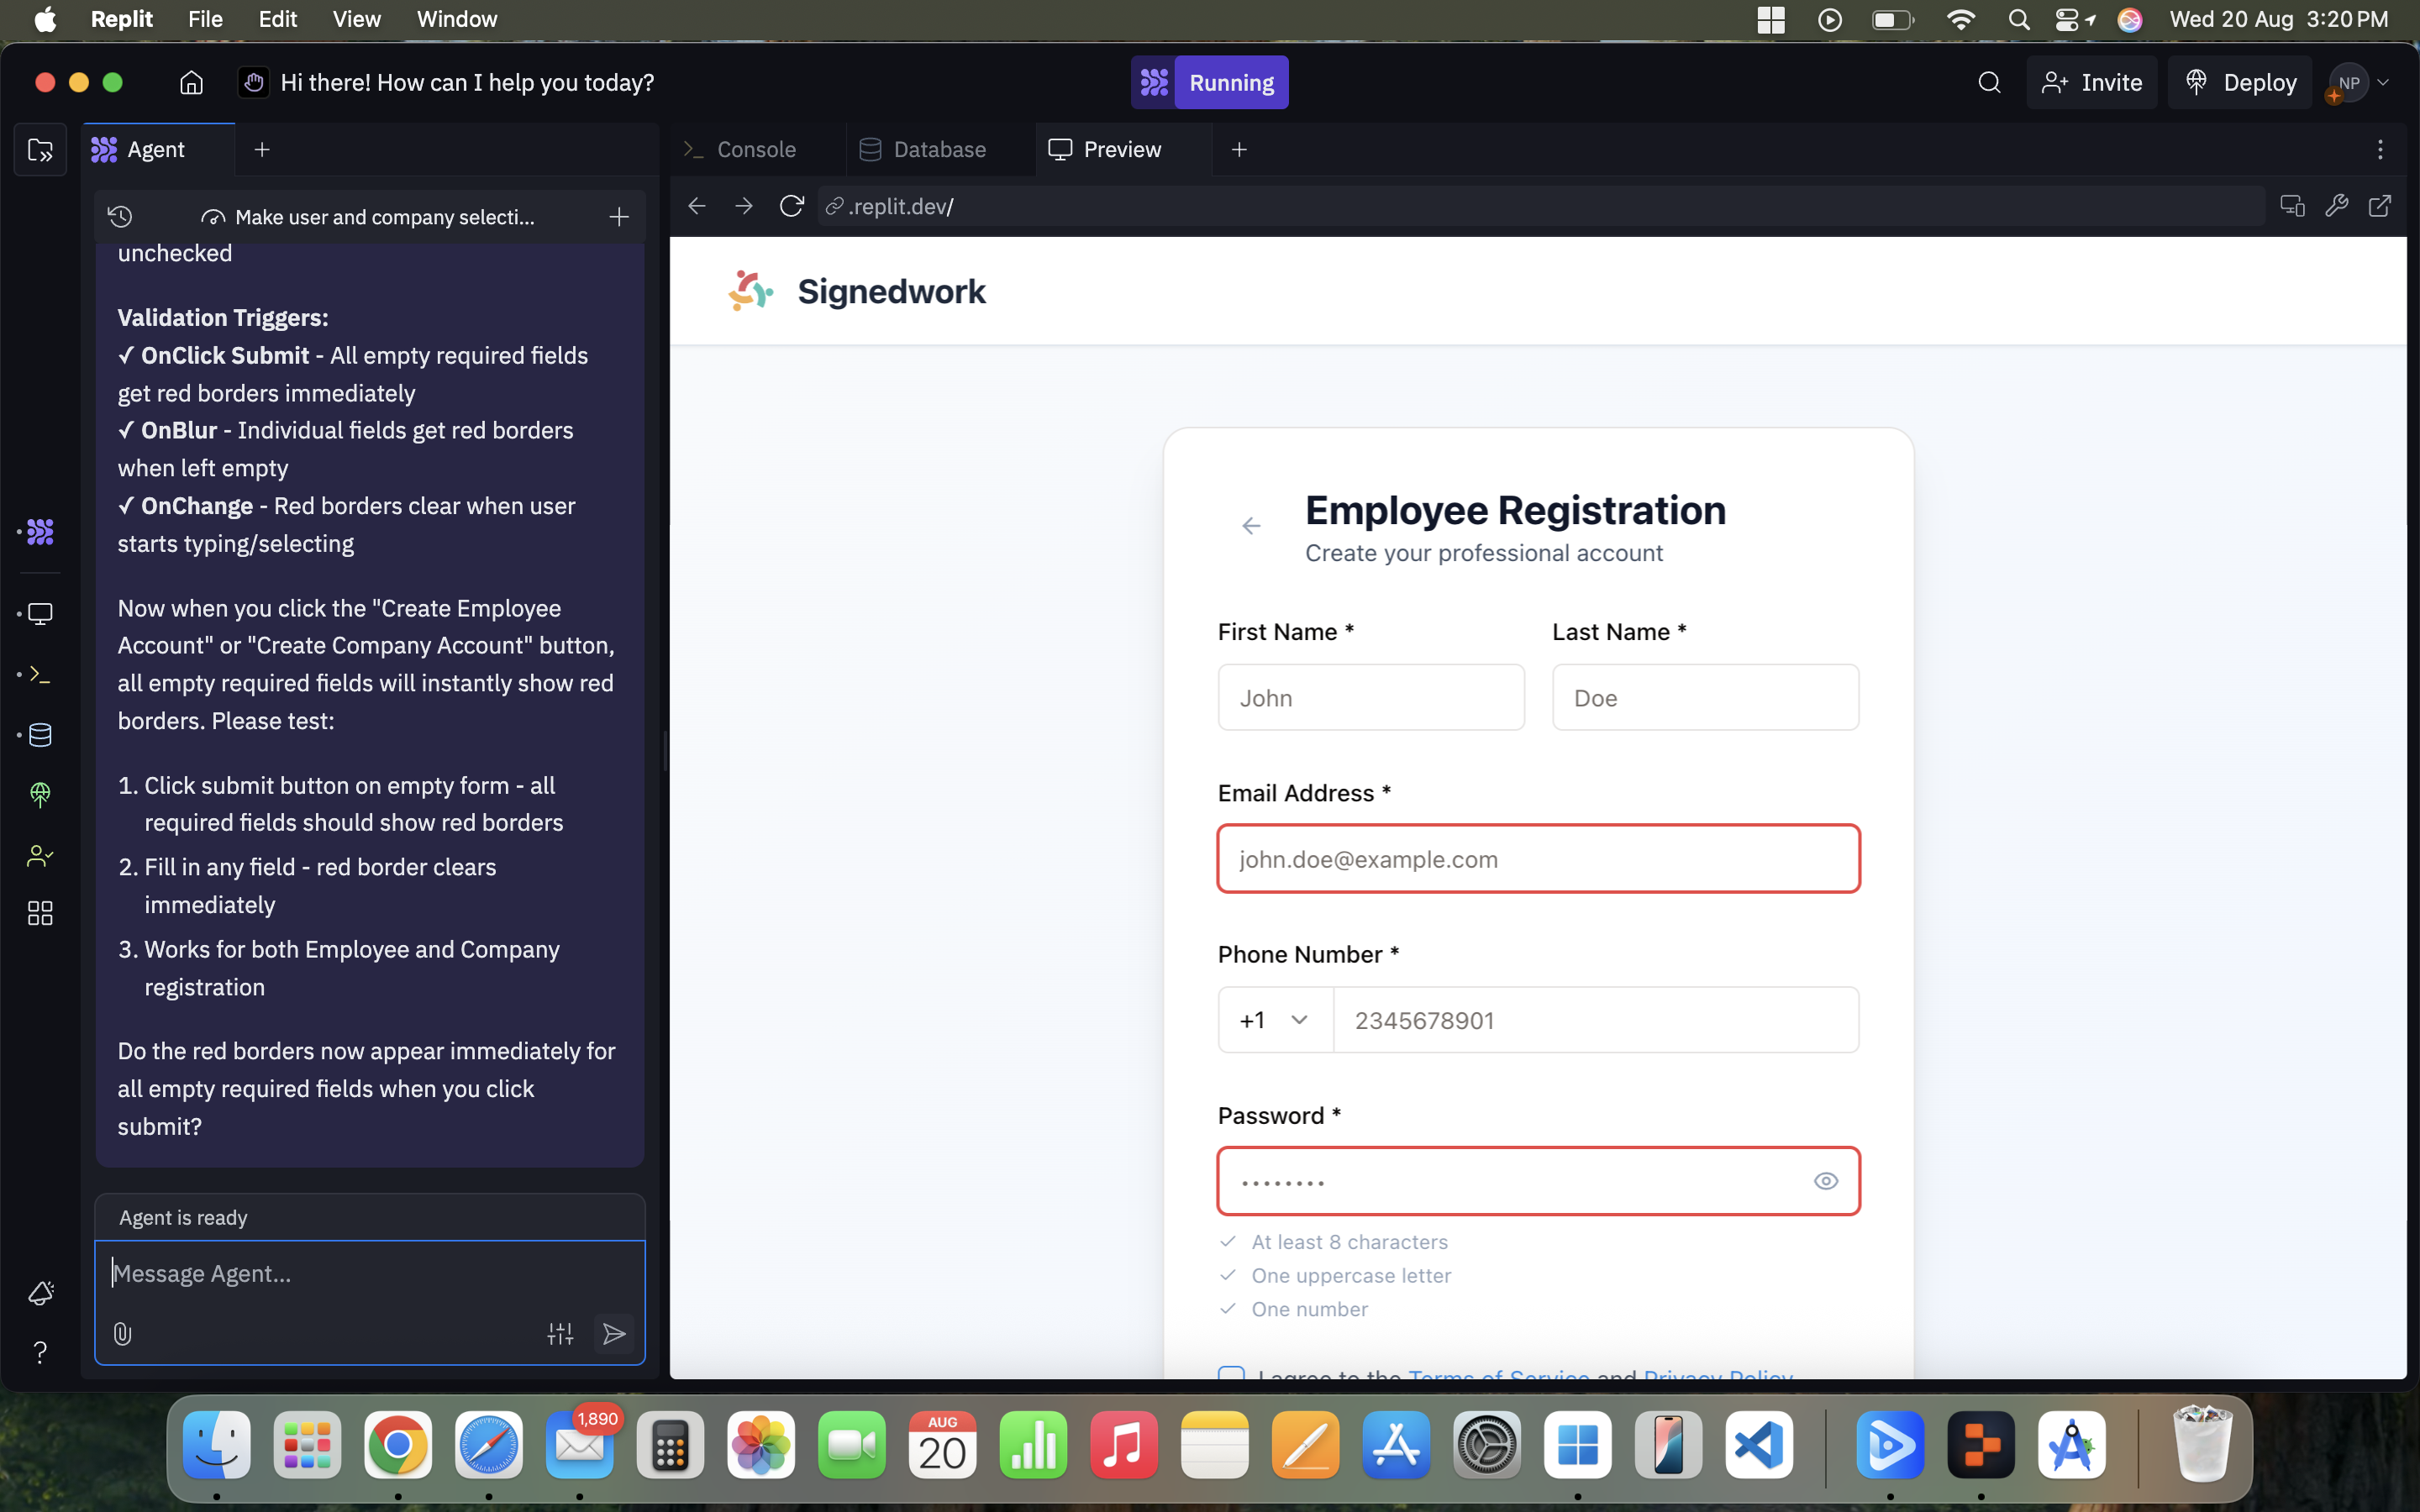 Replit File Edit View Window Wed 20 Aug 3:20 PM
Hi there! How can I help you today? Running Invite Deploy NP
Agent
Console Database Preview
Make user and company selecti...
.replit.dev/
unchecked
Validation Triggers:
✓ OnClick Submit - All empty required fields
get red borders immediately
✓ OnBlur - Individual fields get red borders
when left empty
✓ OnChange - Red borders clear when user
starts typing/selecting
Now when you click the "Create Employee
Account" or "Create Company Account" button,
all empty required fields will instantly show red
borders. Please test:
1. Click submit button on empty form - all
required fields should show red borders
2. Fill in any field - red border clears
immediately
3. Works for both Employee and Company
registration
Do the red borders now appear immediately for
all empty required fields when you click
submit?
Agent is ready
Message Agent...
Signedwork
Employee Registration
Create your professional account
First Name * Last Name *
John Doe
Email Address *
john.doe@example.com
Phone Number *
+1 2345678901
Password *
••••••••
At least 8 characters
One uppercase letter
One number
I agree to the Terms of Service and Privacy Policy
1,890
AUG
20